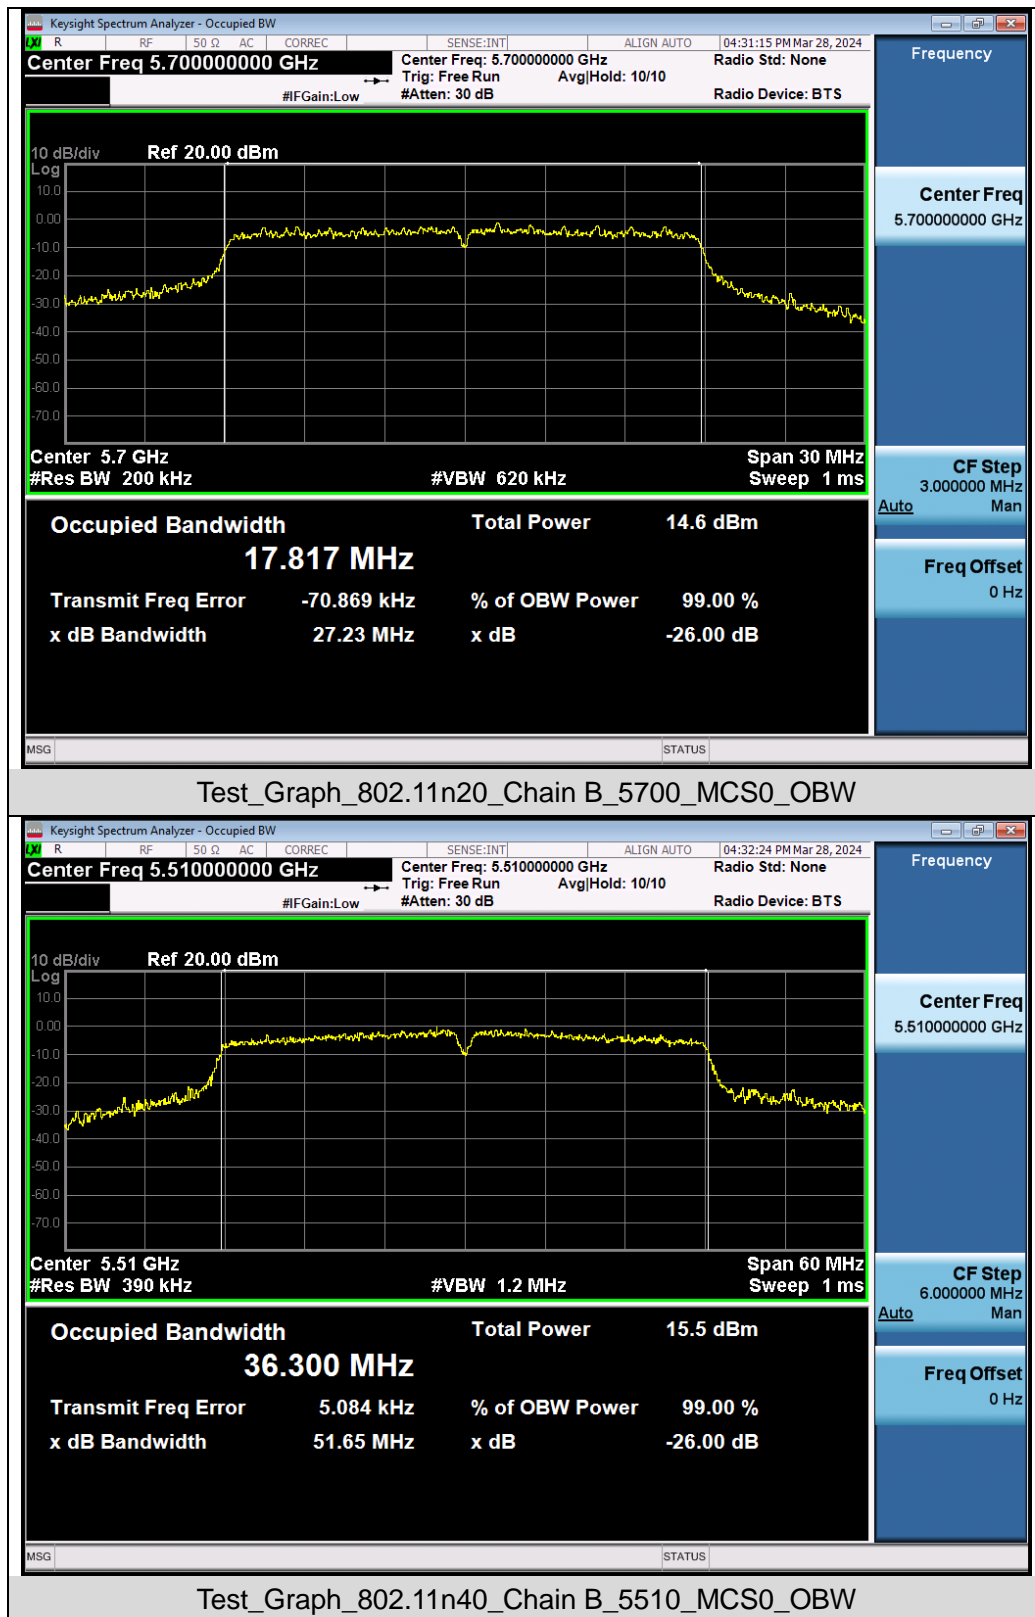 Keysight Spectrum Analyzer - Occupied BW
LXI R RF 50 Ω AC CORREC SENSE:INT ALIGN AUTO 04:31:15 PM Mar 28, 2024
Center Freq 5.700000000 GHz Center Freq: 5.700000000 GHz Radio Std: None Frequency
Trig: Free Run Avg|Hold: 10/10
#IFGain:Low #Atten: 30 dB Radio Device: BTS
10 dB/div Ref 20.00 dBm
Log
10.0
0.00
-10.0
-20.0
-30.0
-40.0
-50.0
-60.0
-70.0
Center Freq
5.700000000 GHz
Center 5.7 GHz Span 30 MHz
#Res BW 200 kHz #VBW 620 kHz Sweep 1 ms
CF Step
3.000000 MHz
Auto Man
Freq Offset
0 Hz
Occupied Bandwidth Total Power 14.6 dBm
17.817 MHz
Transmit Freq Error -70.869 kHz % of OBW Power 99.00 %
x dB Bandwidth 27.23 MHz x dB -26.00 dB
MSG STATUS
Test_Graph_802.11n20_Chain B_5700_MCS0_OBW
Keysight Spectrum Analyzer - Occupied BW
LXI R RF 50 Ω AC CORREC SENSE:INT ALIGN AUTO 04:32:24 PM Mar 28, 2024
Center Freq 5.510000000 GHz Center Freq: 5.510000000 GHz Radio Std: None Frequency
Trig: Free Run Avg|Hold: 10/10
#IFGain:Low #Atten: 30 dB Radio Device: BTS
10 dB/div Ref 20.00 dBm
Log
10.0
0.00
-10.0
-20.0
-30.0
-40.0
-50.0
-60.0
-70.0
Center Freq
5.510000000 GHz
Center 5.51 GHz Span 60 MHz
#Res BW 390 kHz #VBW 1.2 MHz Sweep 1 ms
CF Step
6.000000 MHz
Auto Man
Freq Offset
0 Hz
Occupied Bandwidth Total Power 15.5 dBm
36.300 MHz
Transmit Freq Error 5.084 kHz % of OBW Power 99.00 %
x dB Bandwidth 51.65 MHz x dB -26.00 dB
MSG STATUS
Test_Graph_802.11n40_Chain B_5510_MCS0_OBW